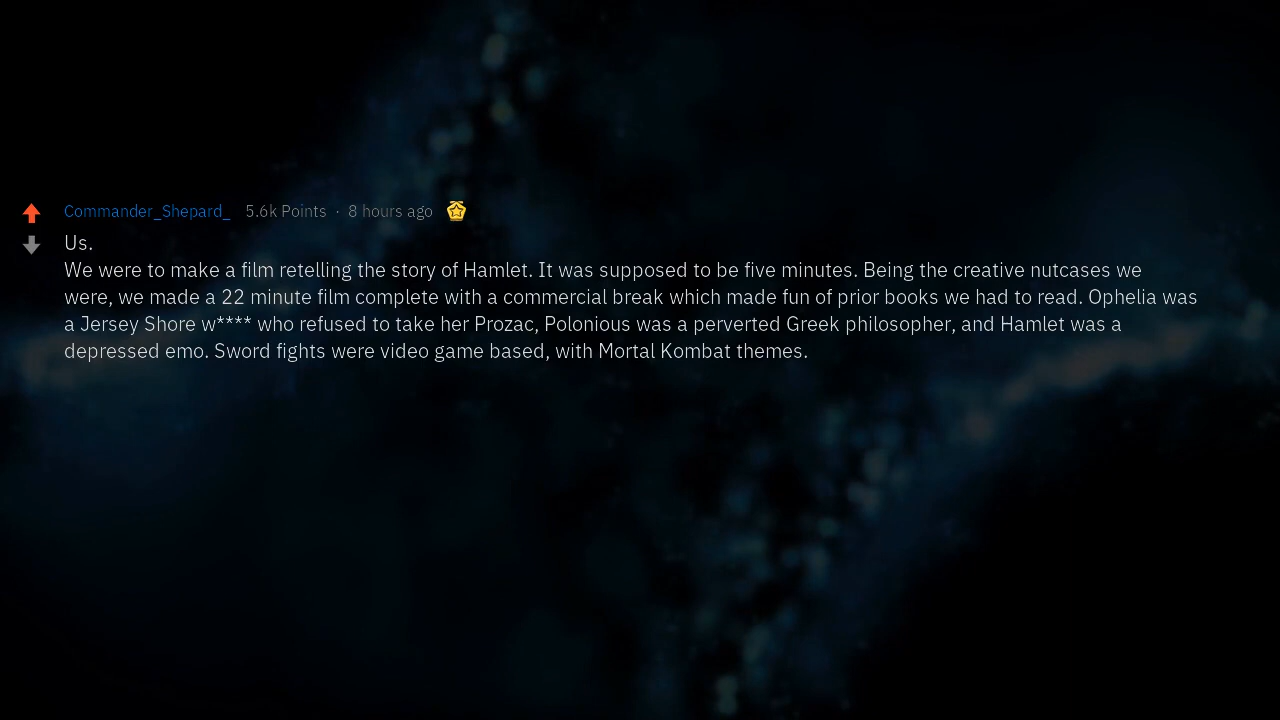 Commander_Shepard_ 5.6k Points · 8 hours ago
Us.
We were to make a film retelling the story of Hamlet. It was supposed to be five minutes. Being the creative nutcases we
were, we made a 22 minute film complete with a commercial break which made fun of prior books we had to read. Ophelia was
a Jersey Shore w**** who refused to take her Prozac, Polonious was a perverted Greek philosopher, and Hamlet was a
depressed emo. Sword fights were video game based, with Mortal Kombat themes.